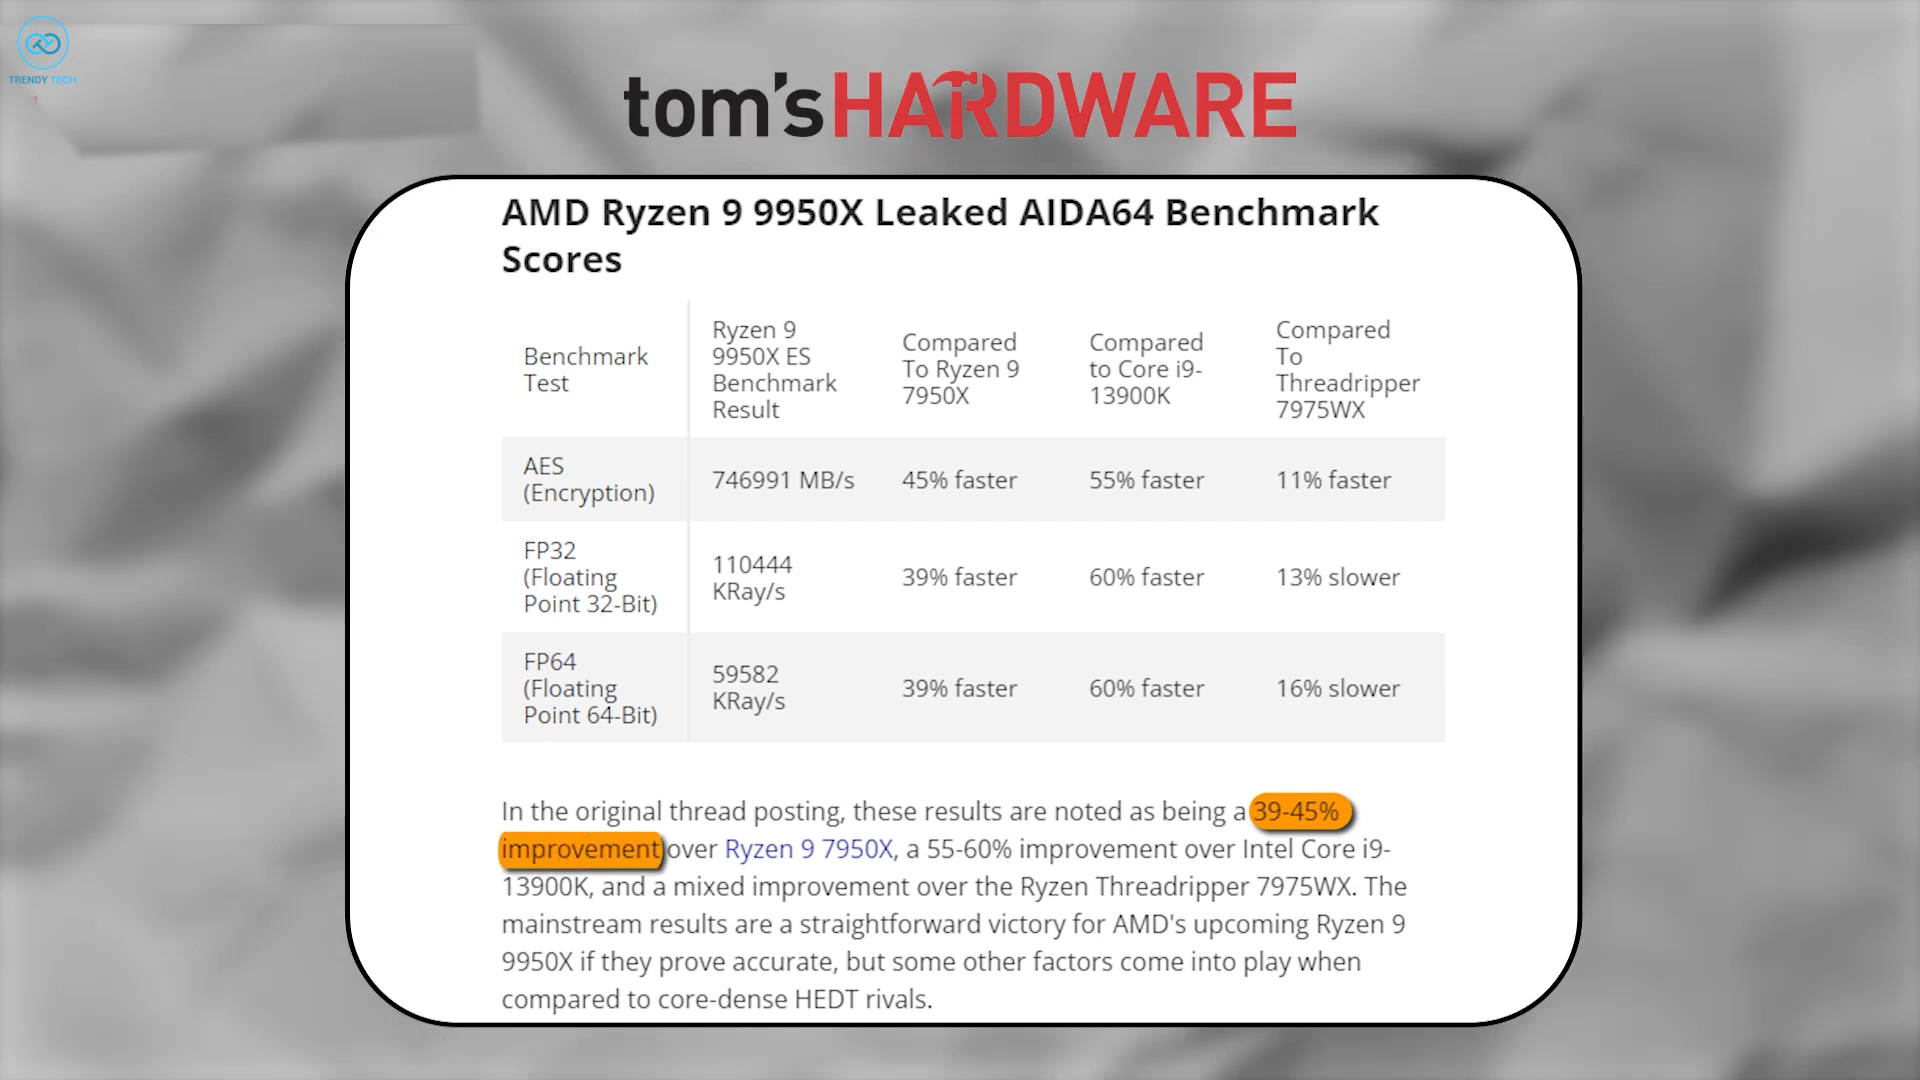 TRENDY TECH
tom'sHARDWARE
AMD Ryzen 9 9950X Leaked AIDA64 Benchmark
Scores
Benchmark
Test
Ryzen 9
9950X ES
Benchmark
Result
Compared
To Ryzen 9
7950X
Compared
to Core i9-
13900K
Compared
To
Threadripper
7975WX
AES
(Encryption)
746991 MB/s
45% faster
55% faster
11% faster
FP32
(Floating
Point 32-Bit)
110444
KRay/s
39% faster
60% faster
13% slower
FP64
(Floating
Point 64-Bit)
59582
KRay/s
39% faster
60% faster
16% slower
In the original thread posting, these results are noted as being a 39-45%
improvement over Ryzen 9 7950X, a 55-60% improvement over Intel Core i9-
13900K, and a mixed improvement over the Ryzen Threadripper 7975WX. The
mainstream results are a straightforward victory for AMD's upcoming Ryzen 9
9950X if they prove accurate, but some other factors come into play when
compared to core-dense HEDT rivals.